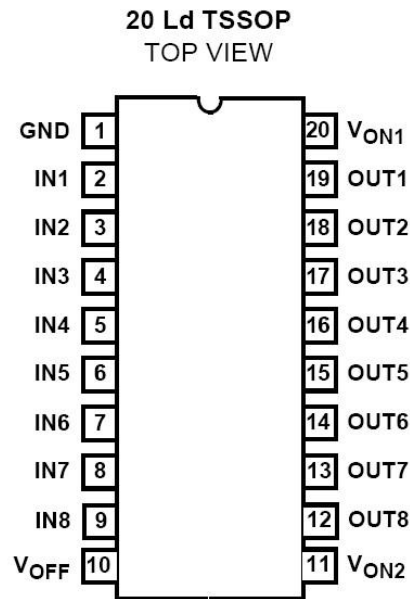 20 Ld TSSOP
TOP VIEW
GND 1 20 VON1
IN1 2 19 OUT1
IN2 3 18 OUT2
IN3 4 17 OUT3
IN4 5 16 OUT4
IN5 6 15 OUT5
IN6 7 14 OUT6
IN7 8 13 OUT7
IN8 9 12 OUT8
VOFF 10 11 VON2